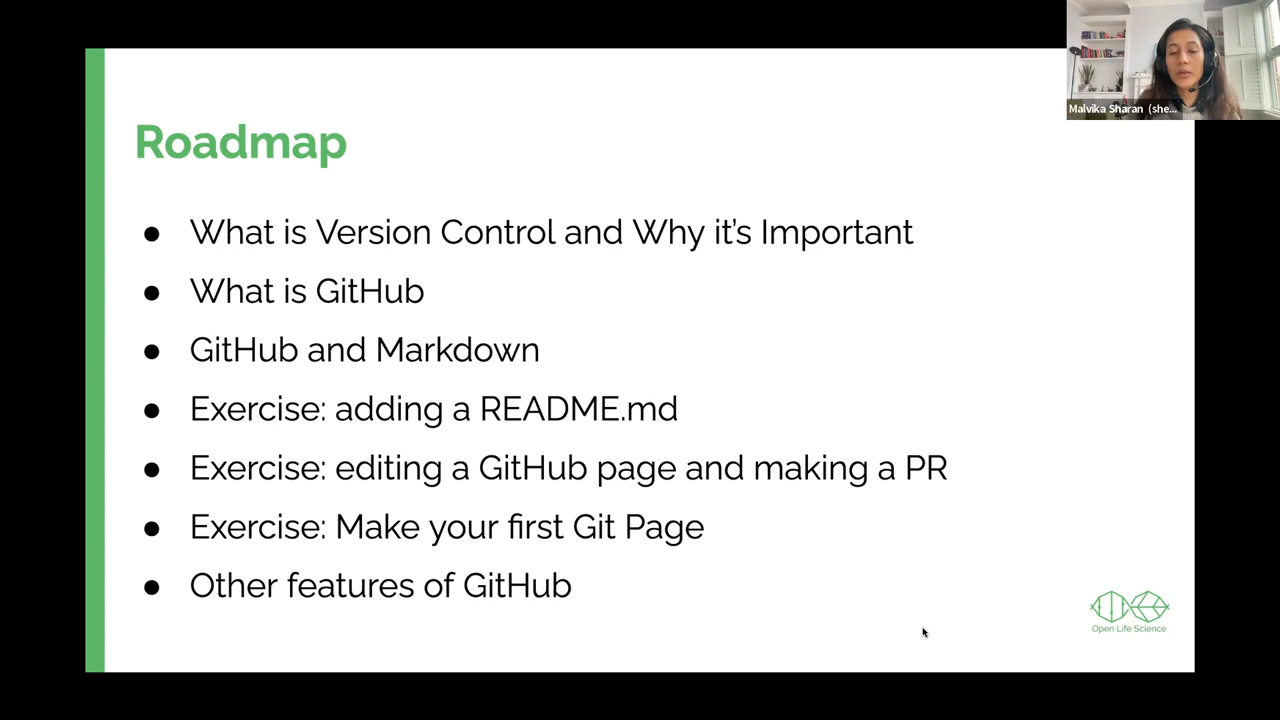 Malvika Sharan (she...
Roadmap
● What is Version Control and Why it's Important
● What is GitHub
● GitHub and Markdown
● Exercise: adding a README.md
● Exercise: editing a GitHub page and making a PR
● Exercise: Make your first Git Page
● Other features of GitHub
Open Life Science